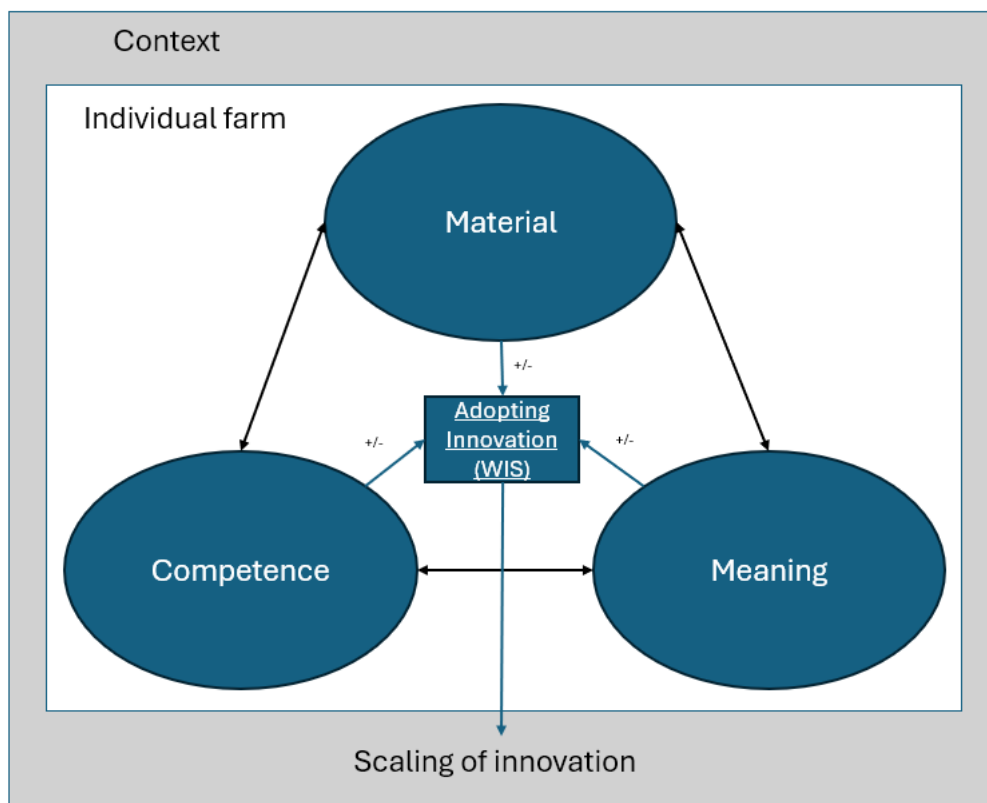 Context
Individual farm
Material
+/-
Adopting
Innovation
(WIS)
+/-
+/-
Competence
Meaning
Scaling of innovation